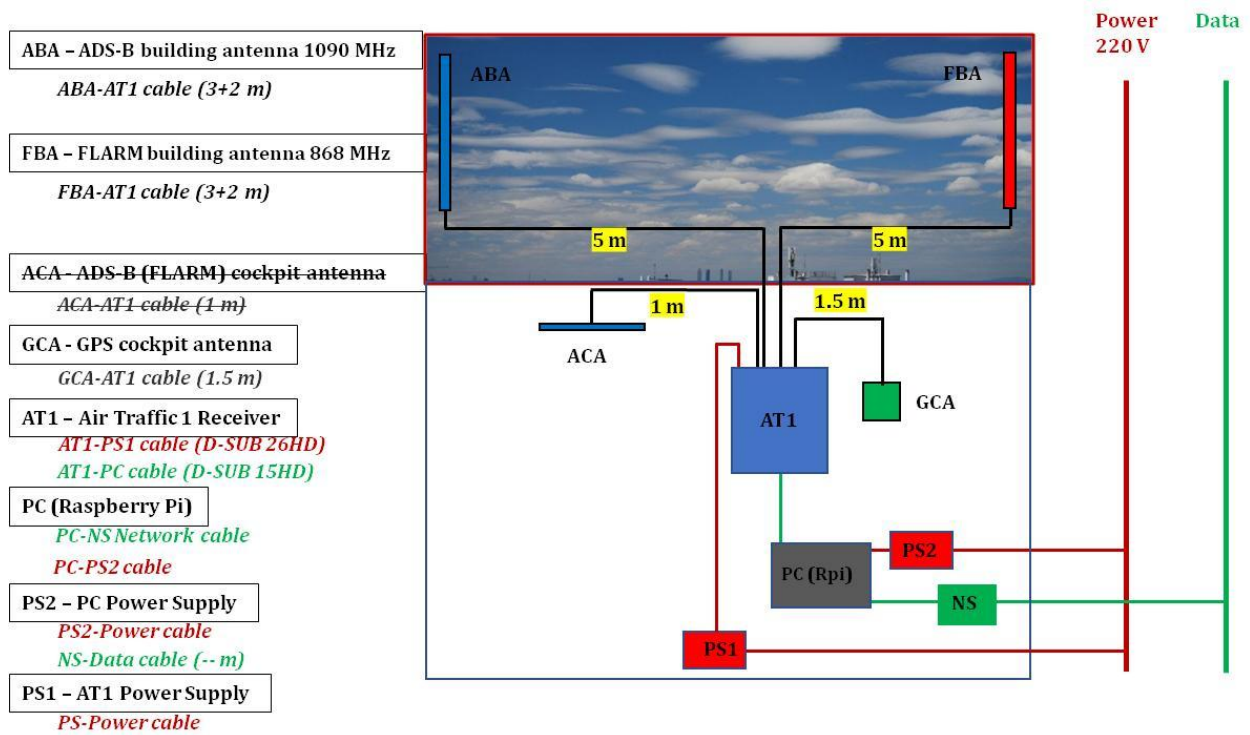 ABA – ADS-B building antenna 1090 MHz
ABA-AT1 cable (3+2 m)
FBA – FLARM building antenna 868 MHz
FBA-AT1 cable (3+2 m)
ACA - ADS-B (FLARM) cockpit antenna
ACA-AT1 cable (1 m)
GCA - GPS cockpit antenna
GCA-AT1 cable (1.5 m)
AT1 – Air Traffic 1 Receiver
AT1-PS1 cable (D-SUB 26HD)
AT1-PC cable (D-SUB 15HD)
PC (Raspberry Pi)
PC-NS Network cable
PC-PS2 cable
PS2 – PC Power Supply
PS2-Power cable
NS-Data cable (-- m)
PS1 – AT1 Power Supply
PS-Power cable
ABA
FBA
5 m
5 m
1 m
1.5 m
ACA
GCA
AT1
PC (Rpi)
PS2
NS
PS1
Power
220 V
Data